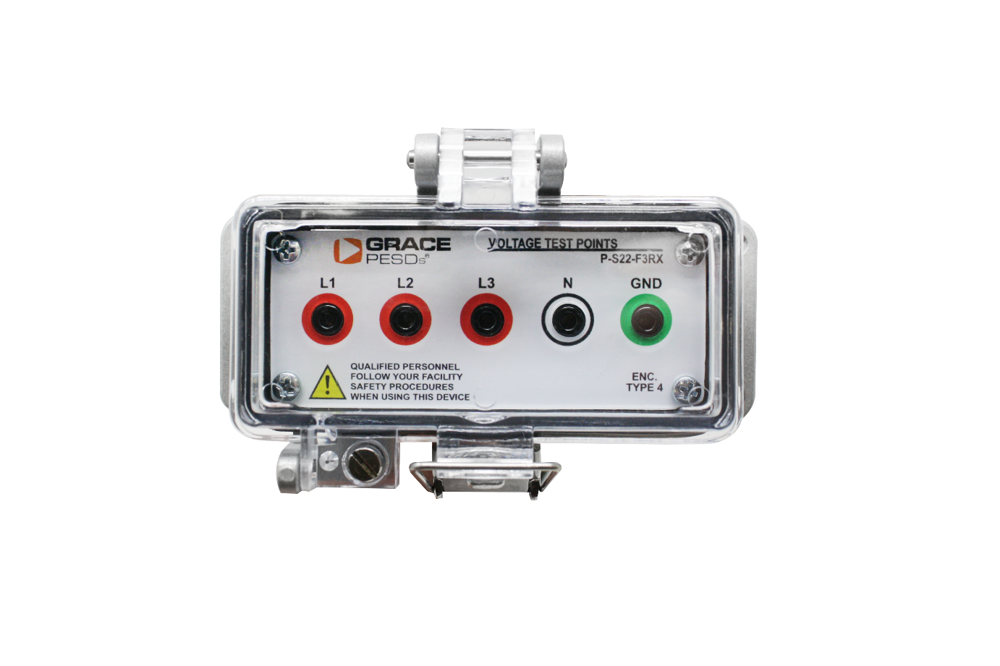 GRACE
PESDs®
VOLTAGE TEST POINTS
P-S22-F3RX
L1 L2 L3 N GND
QUALIFIED PERSONNEL
FOLLOW YOUR FACILITY
SAFETY PROCEDURES
WHEN USING THIS DEVICE
ENC.
TYPE 4